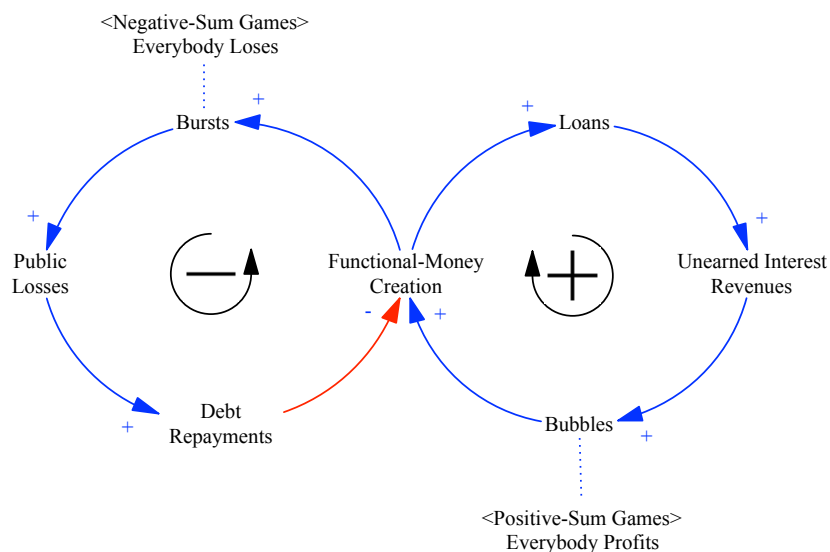 <Negative-Sum Games>
Everybody Loses
+
+
Bursts
Loans
+
+
Public
Losses
−
Functional-Money
Creation
+
Unearned Interest
Revenues
-
+
Debt
Repayments
+
Bubbles
+
<Positive-Sum Games>
Everybody Profits